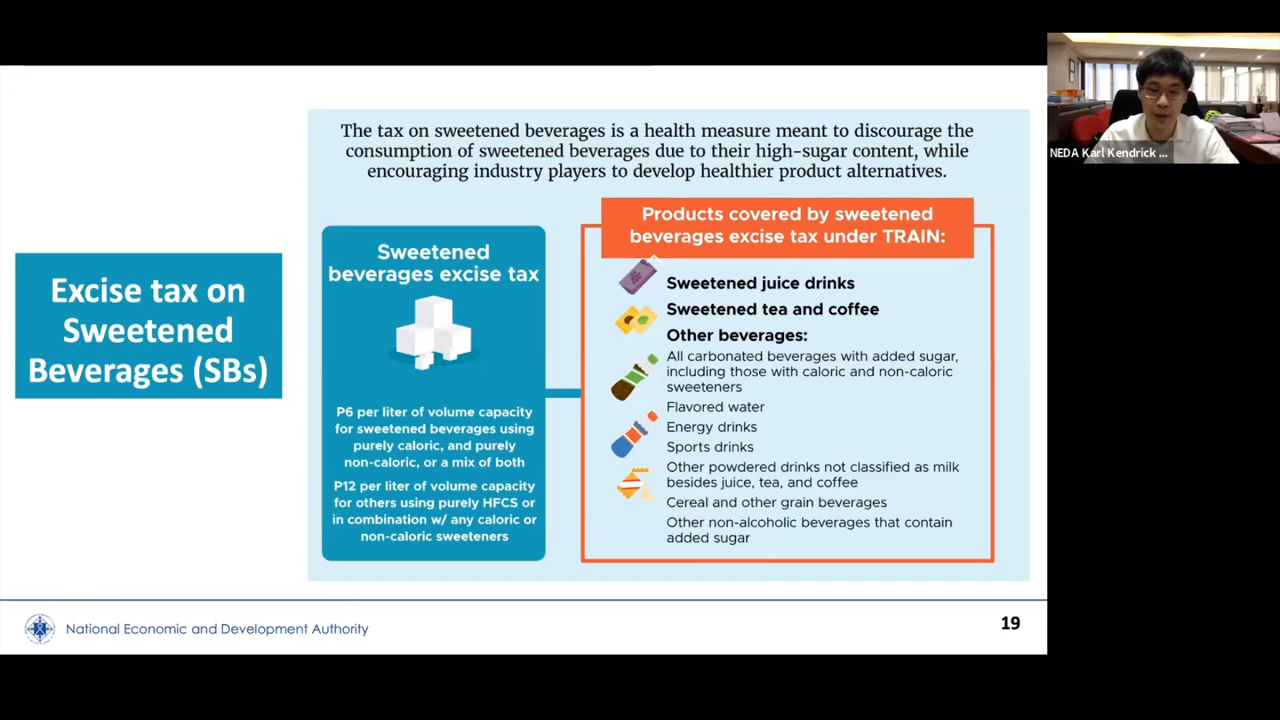 The tax on sweetened beverages is a health measure meant to discourage the
consumption of sweetened beverages due to their high-sugar content, while
encouraging industry players to develop healthier product alternatives.
Excise tax on
Sweetened
Beverages (SBs)
Sweetened
beverages excise tax
P6 per liter of volume capacity
for sweetened beverages using
purely caloric, and purely
non-caloric, or a mix of both
P12 per liter of volume capacity
for others using purely HFCS or
in combination w/ any caloric or
non-caloric sweeteners
Products covered by sweetened
beverages excise tax under TRAIN:
Sweetened juice drinks
Sweetened tea and coffee
Other beverages:
All carbonated beverages with added sugar,
including those with caloric and non-caloric
sweeteners
Flavored water
Energy drinks
Sports drinks
Other powdered drinks not classified as milk
besides juice, tea, and coffee
Cereal and other grain beverages
Other non-alcoholic beverages that contain
added sugar
National Economic and Development Authority
19
NEDA Karl Kendrick ...